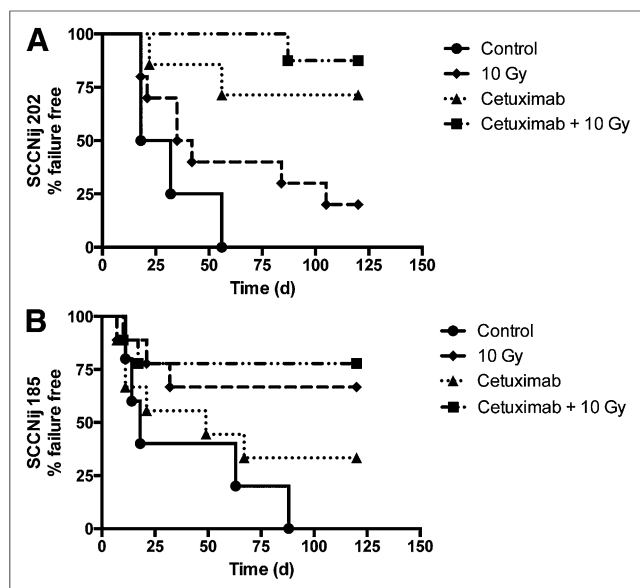 A
SCCNij 202
% failure free
100
75
50
25
0
0 25 50 75 100 125 150
Time (d)
Control
10 Gy
Cetuximab
Cetuximab + 10 Gy
B
SCCNij 185
% failure free
100
75
50
25
0
0 25 50 75 100 125 150
Time (d)
Control
10 Gy
Cetuximab
Cetuximab + 10 Gy